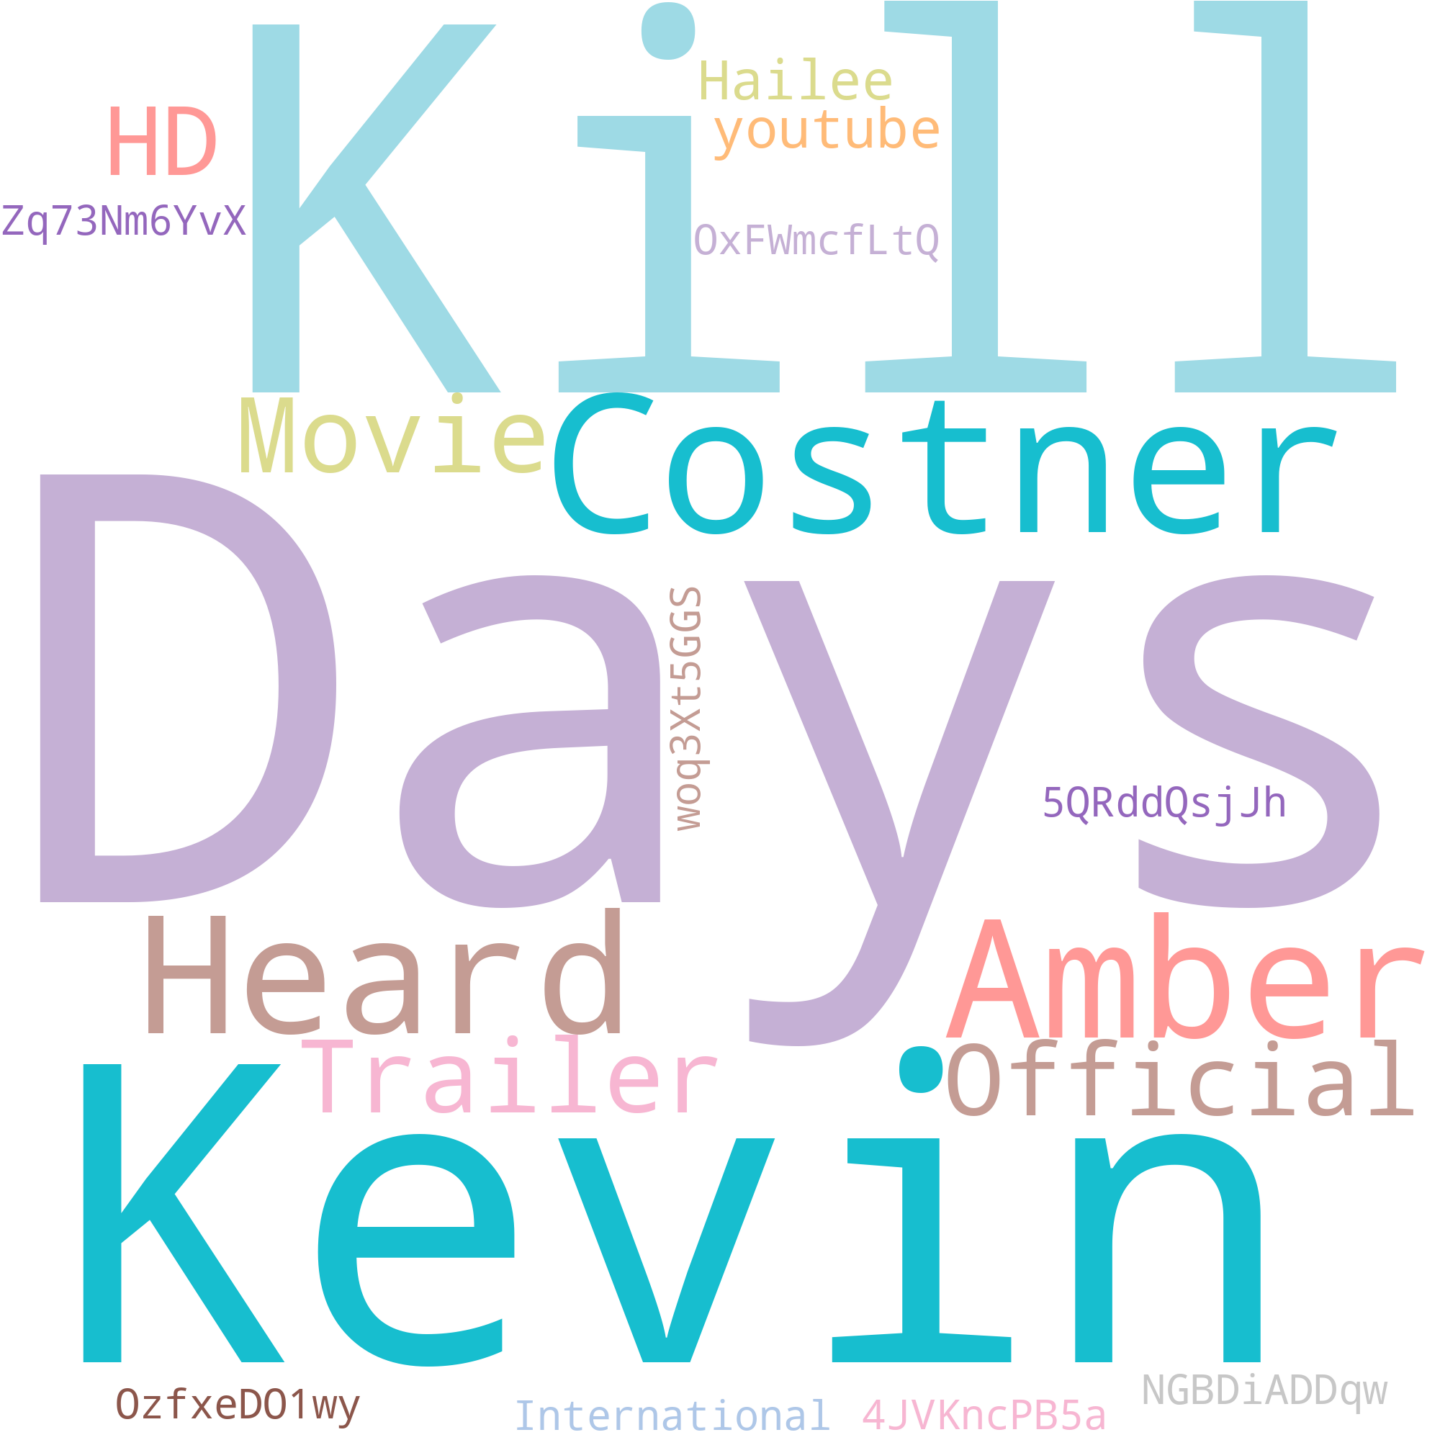 Kill
Hailee
HD
youtube
Zq73Nm6YvX
OxFWmcfLtQ
Movie
Costner
Days
woq3Xt5GGS
5QRddQsjJh
Heard
Amber
Trailer
Official
Kevin
OzfxeDO1wy
International
4JVKncPB5a
NGBDiADDqw